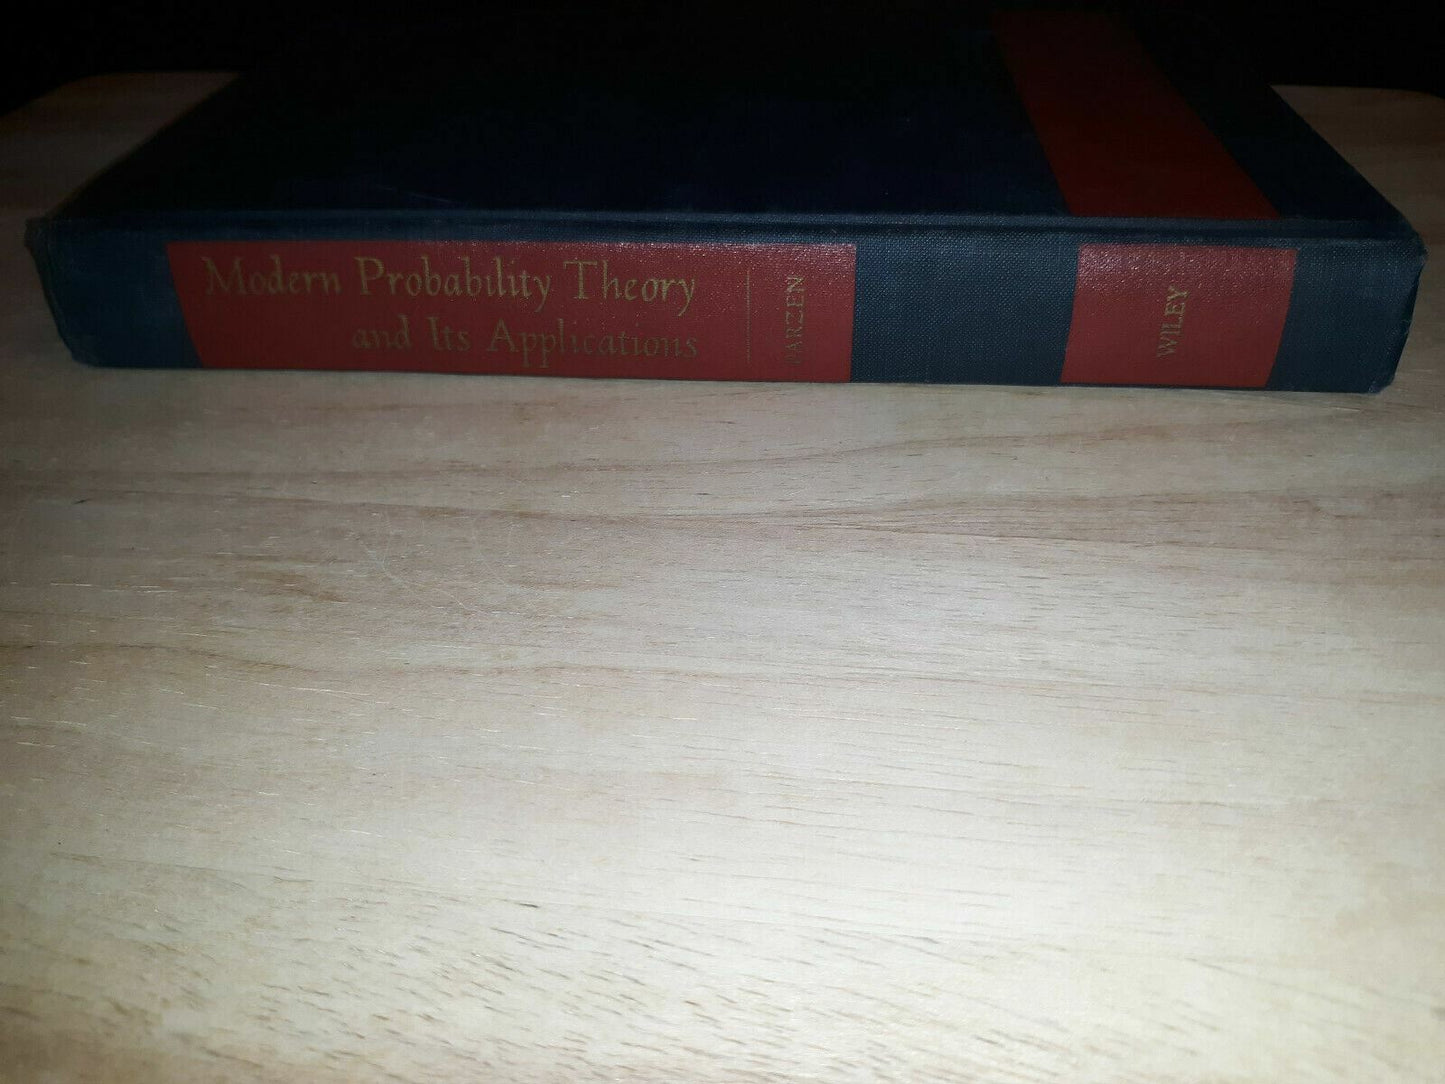 Modern Probability Theory
and Its Applications
PARZEN
WILEY